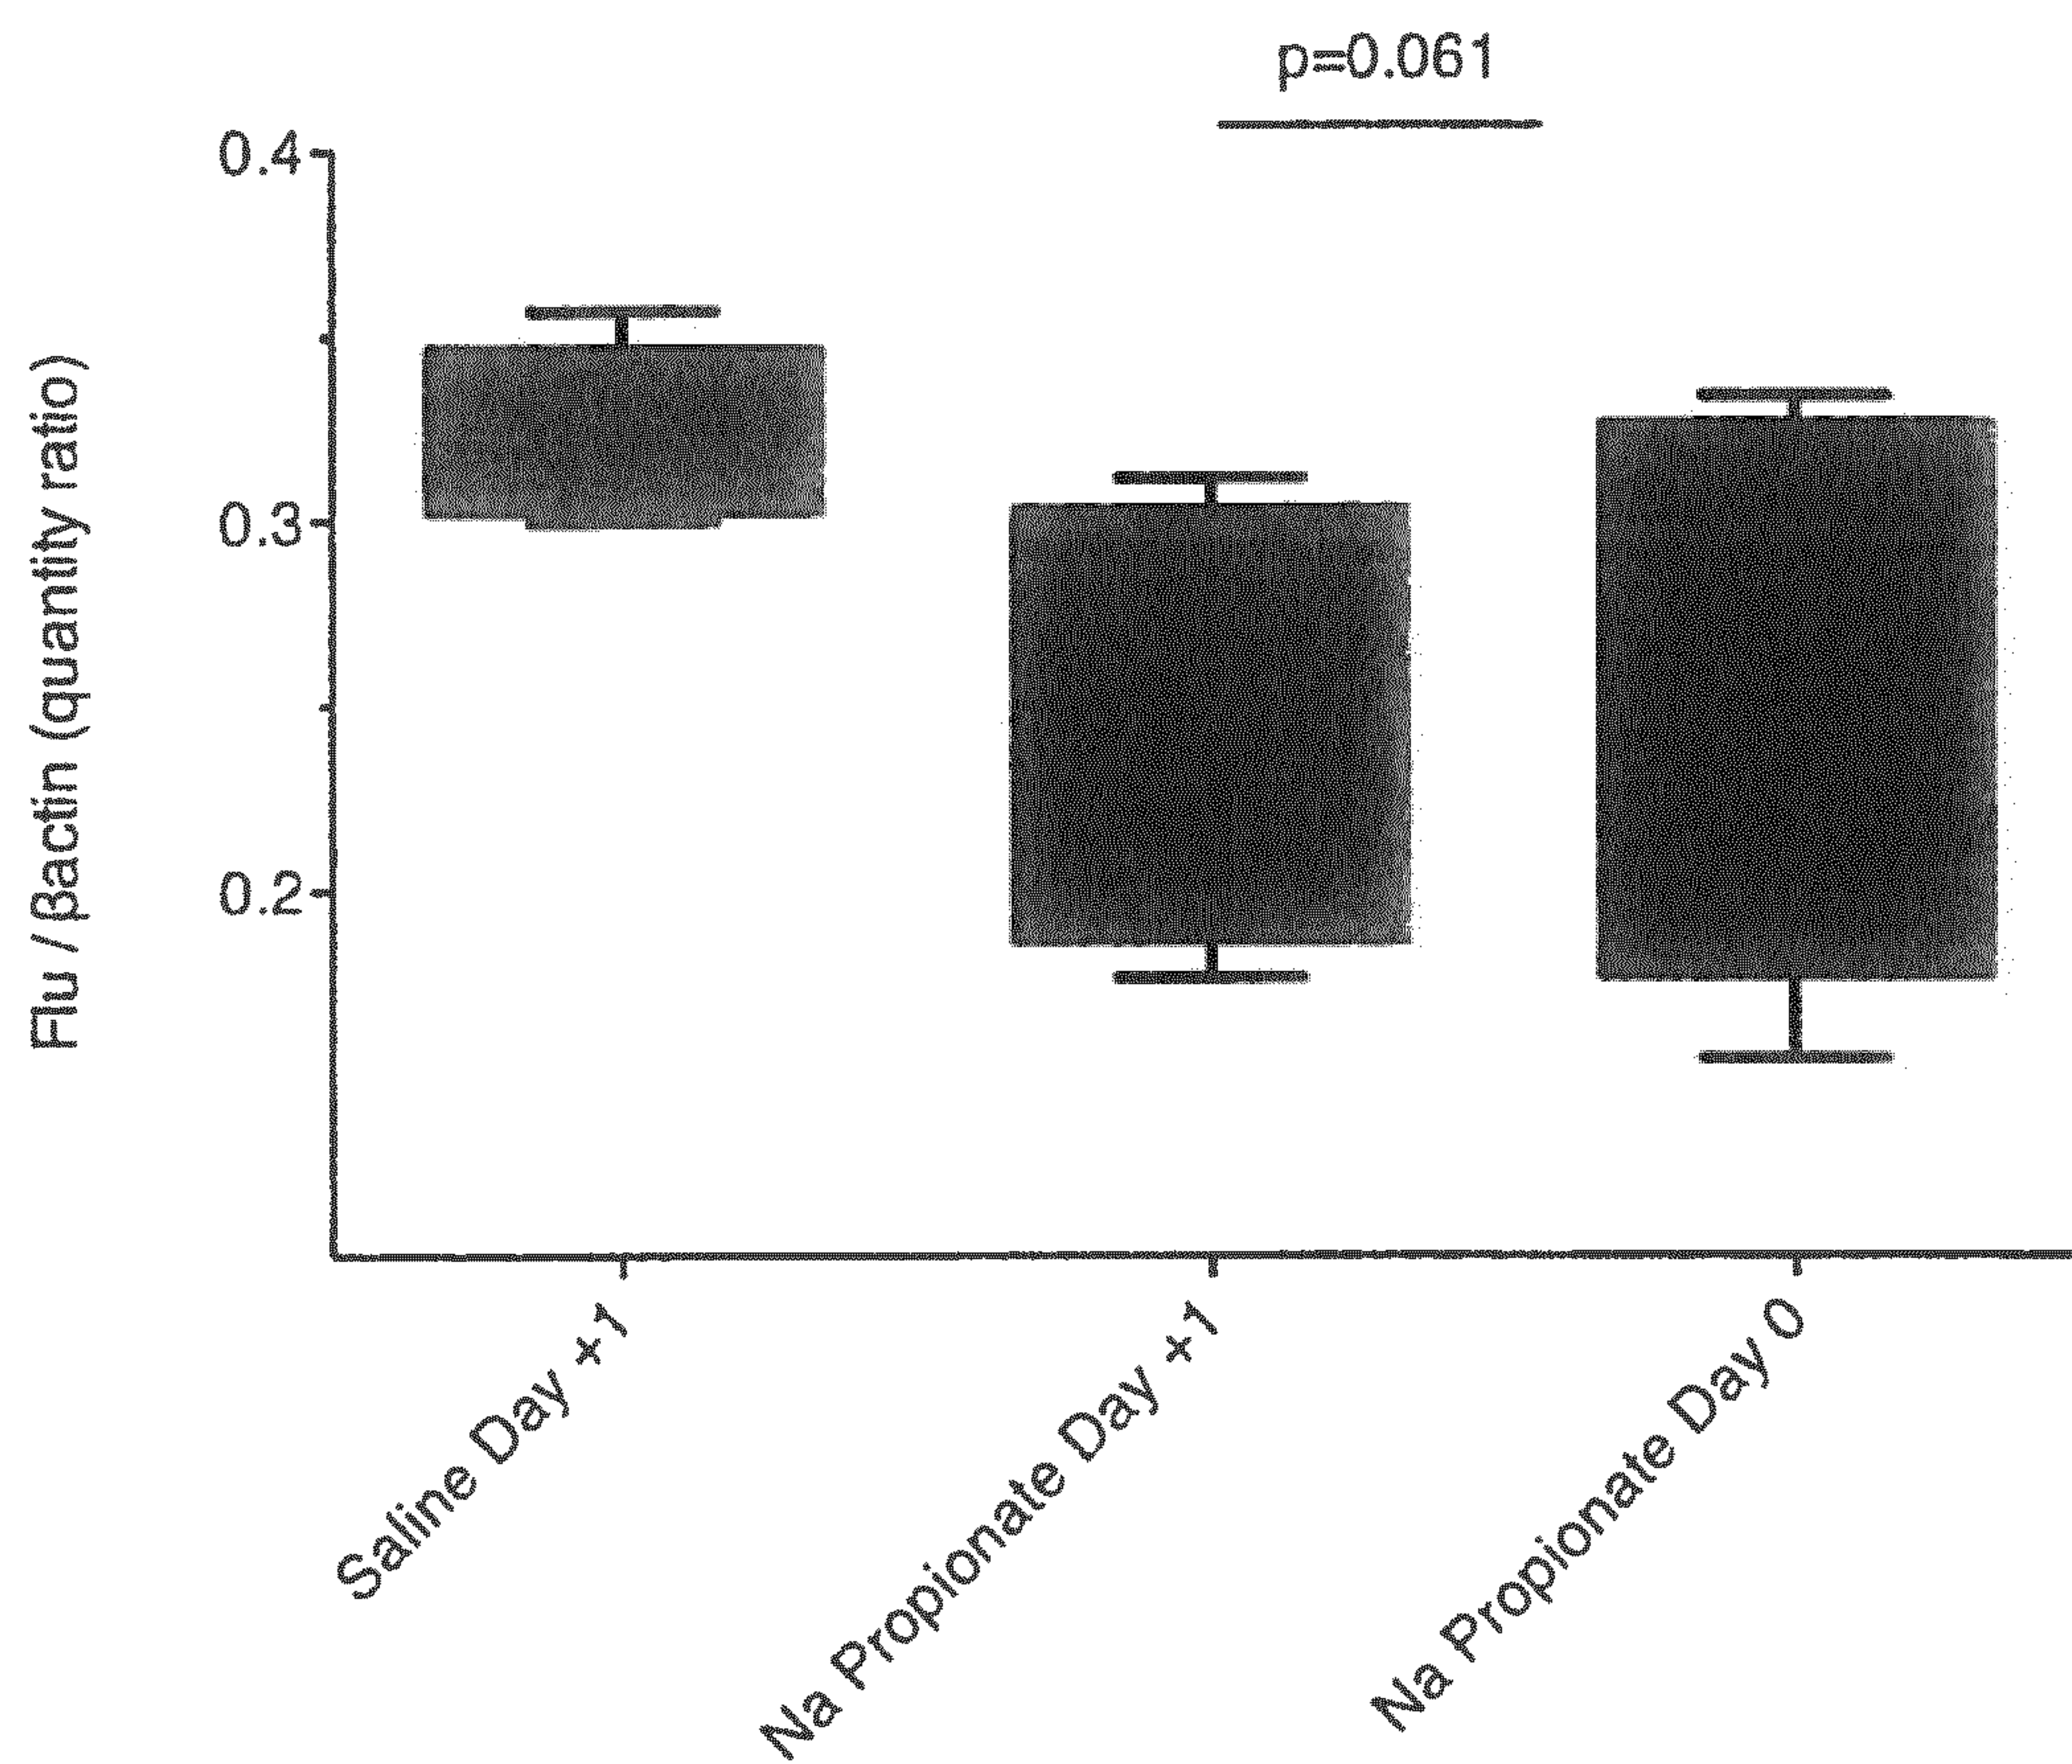 p=0.061
0.4
0.3
0.2
Flu / βactin (quantity ratio)
Saline Day +1
Na Propionate Day +1
Na Propionate Day 0